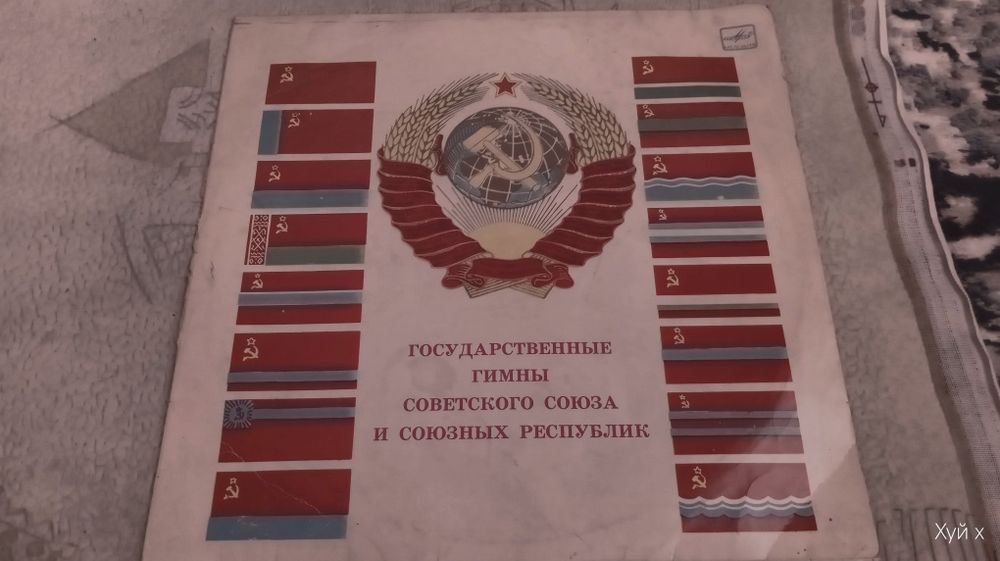 ГОСУДАРСТВЕННЫЕ
ГИМНЫ
СОВЕТСКОГО СОЮЗА
И СОЮЗНЫХ РЕСПУБЛИК
Хуй х